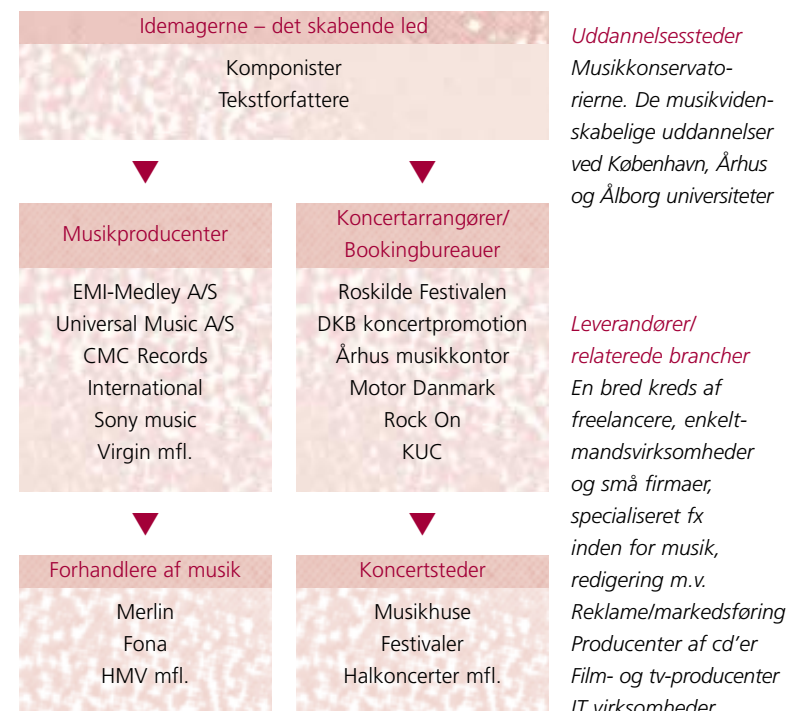 Idemagerne – det skabende led
Komponister
Tekstforfattere
Musikproducenter
EMI-Medley A/S
Universal Music A/S
CMC Records
International
Sony music
Virgin mfl.
Koncertarrangører/
Bookingbureauer
Roskilde Festivalen
DKB koncertpromotion
Århus musikkontor
Motor Danmark
Rock On
KUC
Forhandlere af musik
Merlin
Fona
HMV mfl.
Koncertsteder
Musikhuse
Festivaler
Halkoncerter mfl.
Uddannelsessteder
Musikkonservato-
rierne. De musikviden-
skabelige uddannelser
ved København, Århus
og Ålborg universiteter
Leverandører/
relaterede brancher
En bred kreds af
freelancere, enkelt-
mandsvirksomheder
og små firmaer,
specialiseret fx
inden for musik,
redigering m.v.
Reklame/markedsføring
Producenter af cd’er
Film- og tv-producenter
IT virksomheder